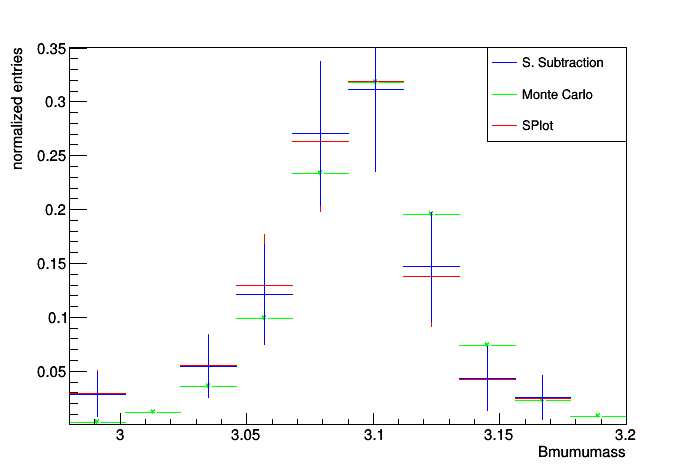 normalized entries
0.35
0.3
0.25
0.2
0.15
0.1
0.05
3
3.05
3.1
3.15
3.2
Bmumumass
S. Subtraction
Monte Carlo
SPlot